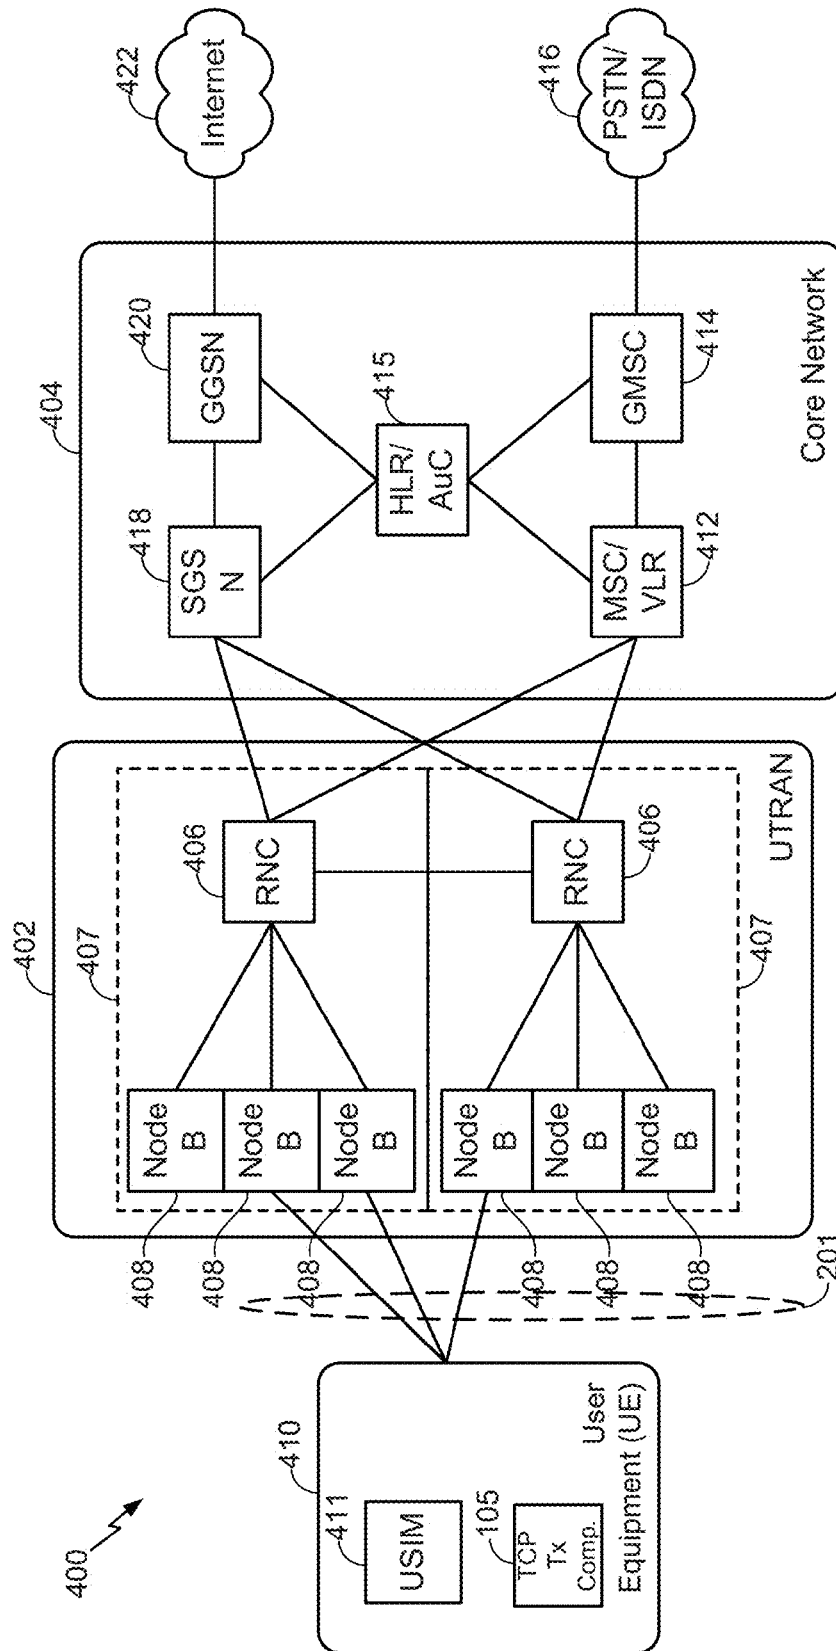 400
410
411
USIM
105
TCP
Tx
Comp.
User
Equipment (UE)
201
402
407
408
Node
B
408
Node
B
408
Node
B
406
RNC
408
Node
B
408
Node
B
408
Node
B
RNC
406
407
UTRAN
404
418
SGS
N
420
GGSN
HLR/
AuC
415
MSC/
VLR
412
GMSC
414
Core Network
422
Internet
416
PSTN/
ISDN